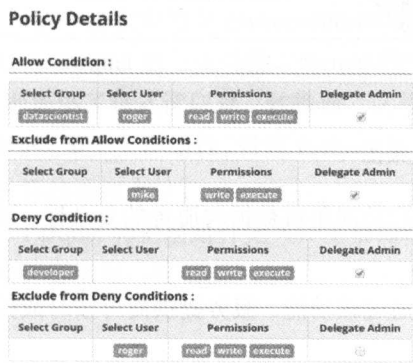 Policy Details
Allow Condition :
Select Group Select User Permissions Delegate Admin
datascientist roger read write execute
Exclude from Allow Conditions :
Select Group Select User Permissions Delegate Admin
mike write execute
Deny Condition :
Select Group Select User Permissions Delegate Admin
developer read write execute
Exclude from Deny Conditions :
Select Group Select User Permissions Delegate Admin
roger read write execute